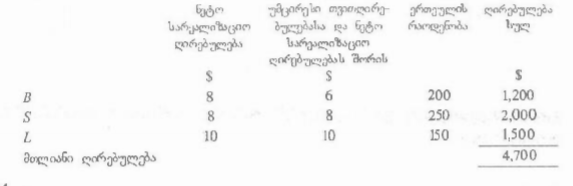 ნეტო უმცირესი თვითღირე- ერთეულის ღირებულება
სარეალიზაციო ბულებასა და ნეტო რაოდენობა სულ
ღირებულება სარეალიზაციო
ღირებულებას შორის
$ $ $
B 8 6 200 1,200
S 8 8 250 2,000
L 10 10 150 1,500
მთლიანი ღირებულება 4,700